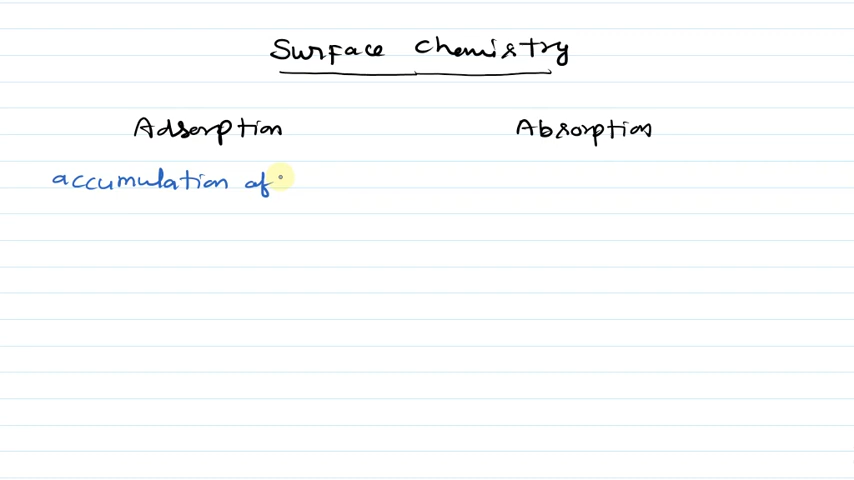 Surface Chemistry
Adsorption Absorption
accumulation of